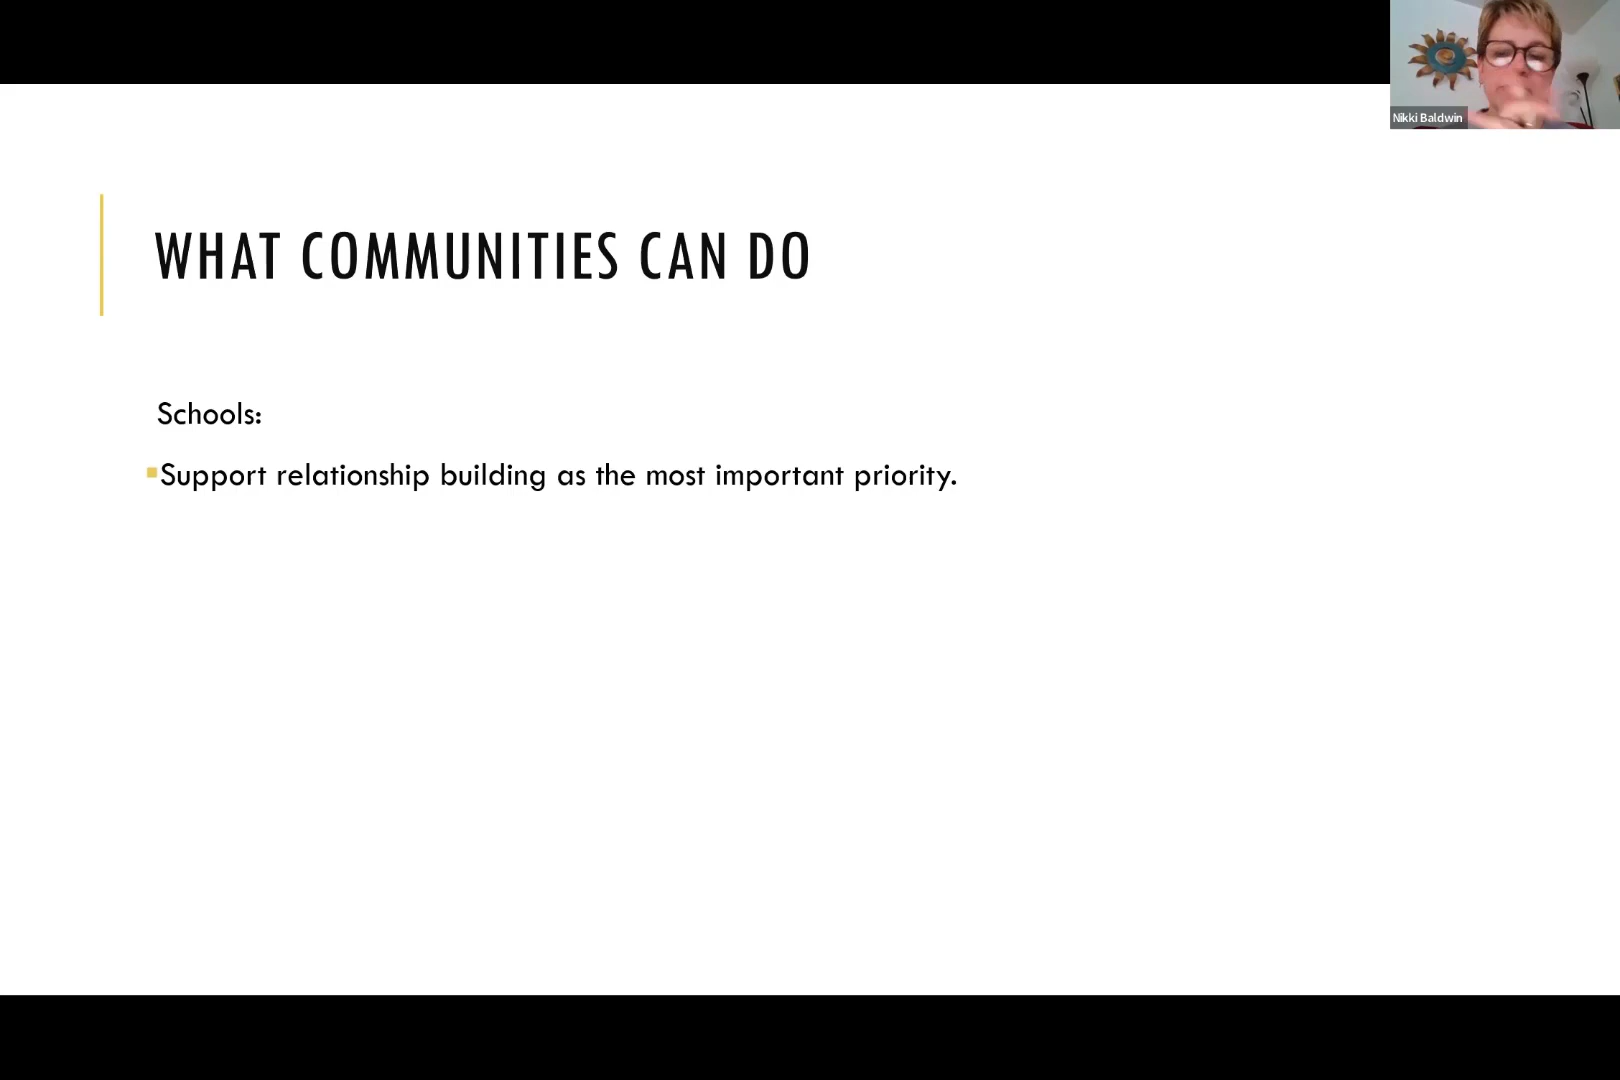 Nikki Baldwin
WHAT COMMUNITIES CAN DO
Schools:
Support relationship building as the most important priority.